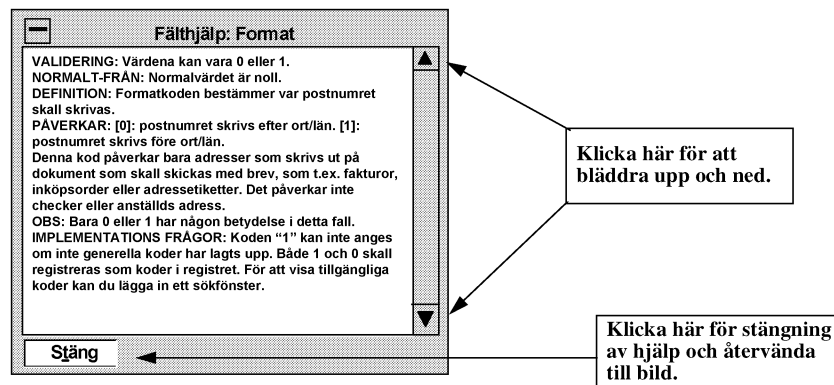 Fälthjälp: Format
VALIDERING: Värdena kan vara 0 eller 1.
NORMALT-FRÅN: Normalvärdet är noll.
DEFINITION: Formatkoden bestämmer var postnumret
skall skrivas.
PÅVERKAR: [0]: postnumret skrivs efter ort/län. [1]:
postnumret skrivs före ort/län.
Denna kod påverkar bara adresser som skrivs ut på
dokument som skall skickas med brev, som t.ex. fakturor,
inköpsorder eller adressetiketter. Det påverkar inte
checker eller anställds adress.
OBS: Bara 0 eller 1 har någon betydelse i detta fall.
IMPLEMENTATIONS FRÅGOR: Koden “1” kan inte anges
om inte generella koder har lagts upp. Både 1 och 0 skall
registreras som koder i registret. För att visa tillgängliga
koder kan du lägga in ett sökfönster.
Stäng
Klicka här för att
bläddra upp och ned.
Klicka här för stängning
av hjälp och återvända
till bild.